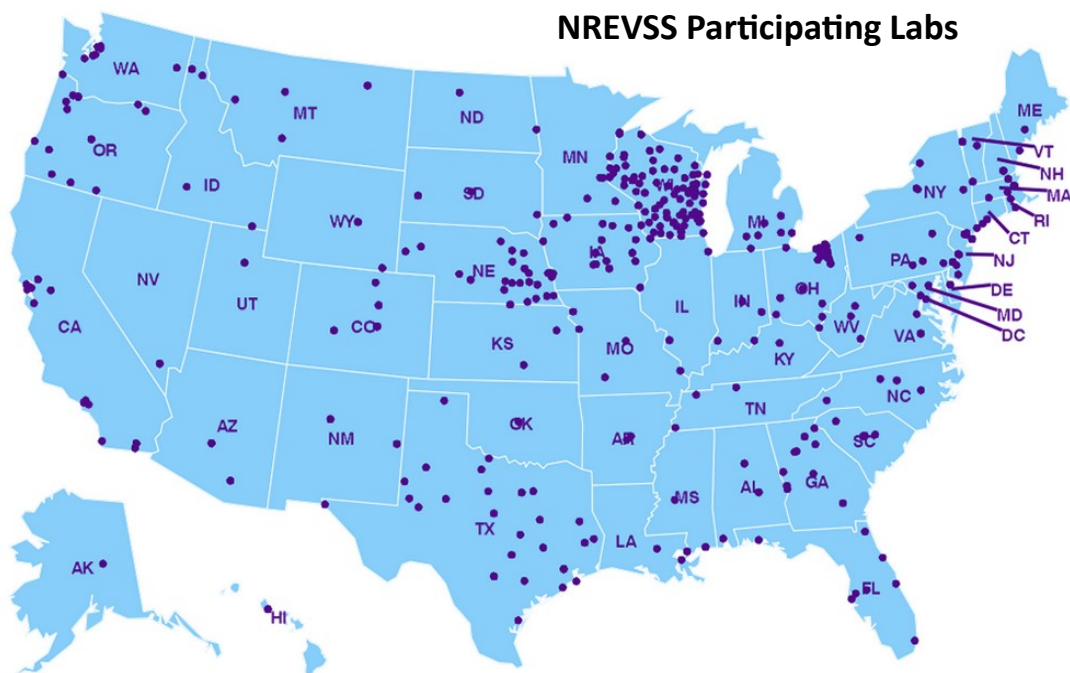 NREVSS Participating Labs
WA
MT
ND
ME
MN
VT
OR
ID
SD
WI
NH
NY
MA
WY
MI
RI
CT
IA
NE
PA
NJ
NV
OH
DE
UT
IL
IN
MD
CA
CO
WV
DC
VA
KS
MO
KY
NC
TN
AZ
OK
NM
AR
SC
MS
AL
GA
TX
LA
AK
FL
HI